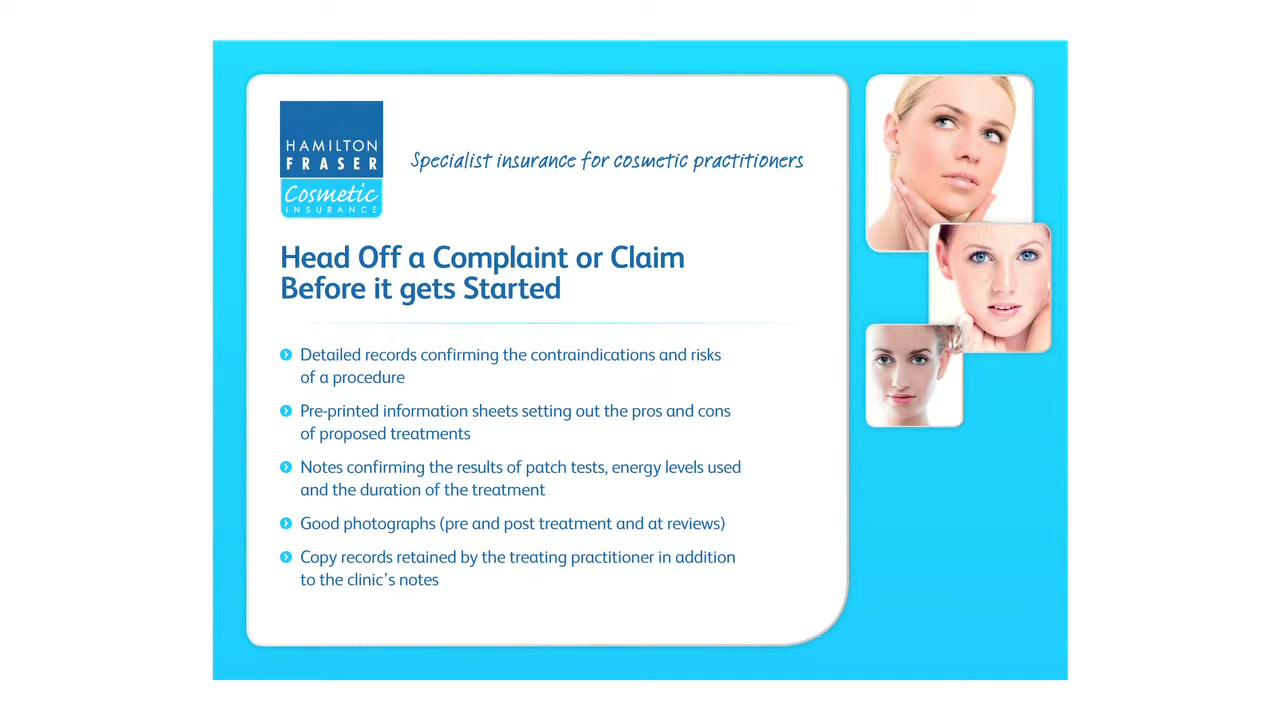 HAMILTON
FRASER
Cosmetic
INSURANCE
Specialist insurance for cosmetic practitioners
Head Off a Complaint or Claim
Before it gets Started
Detailed records confirming the contraindications and risks
of a procedure
Pre-printed information sheets setting out the pros and cons
of proposed treatments
Notes confirming the results of patch tests, energy levels used
and the duration of the treatment
Good photographs (pre and post treatment and at reviews)
Copy records retained by the treating practitioner in addition
to the clinic's notes